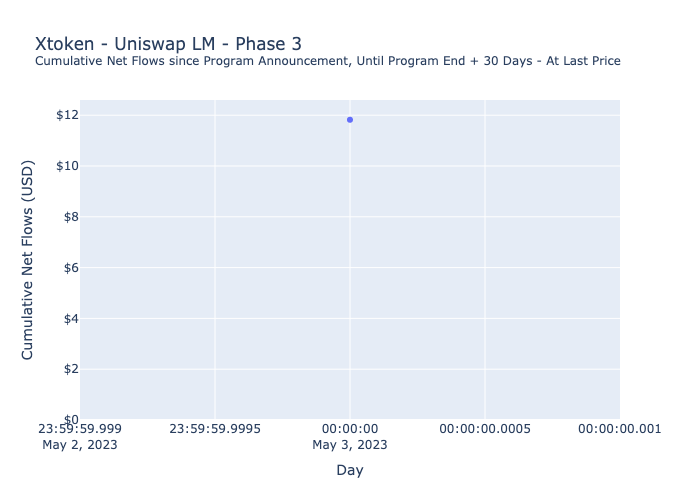 Xtoken - Uniswap LM - Phase 3
Cumulative Net Flows since Program Announcement, Until Program End + 30 Days - At Last Price
Cumulative Net Flows (USD)
$12
$10
$8
$6
$4
$2
$0
23:59:59.999 23:59:59.9995 00:00:00 00:00:00.0005 00:00:00.001
May 2, 2023 May 3, 2023
Day